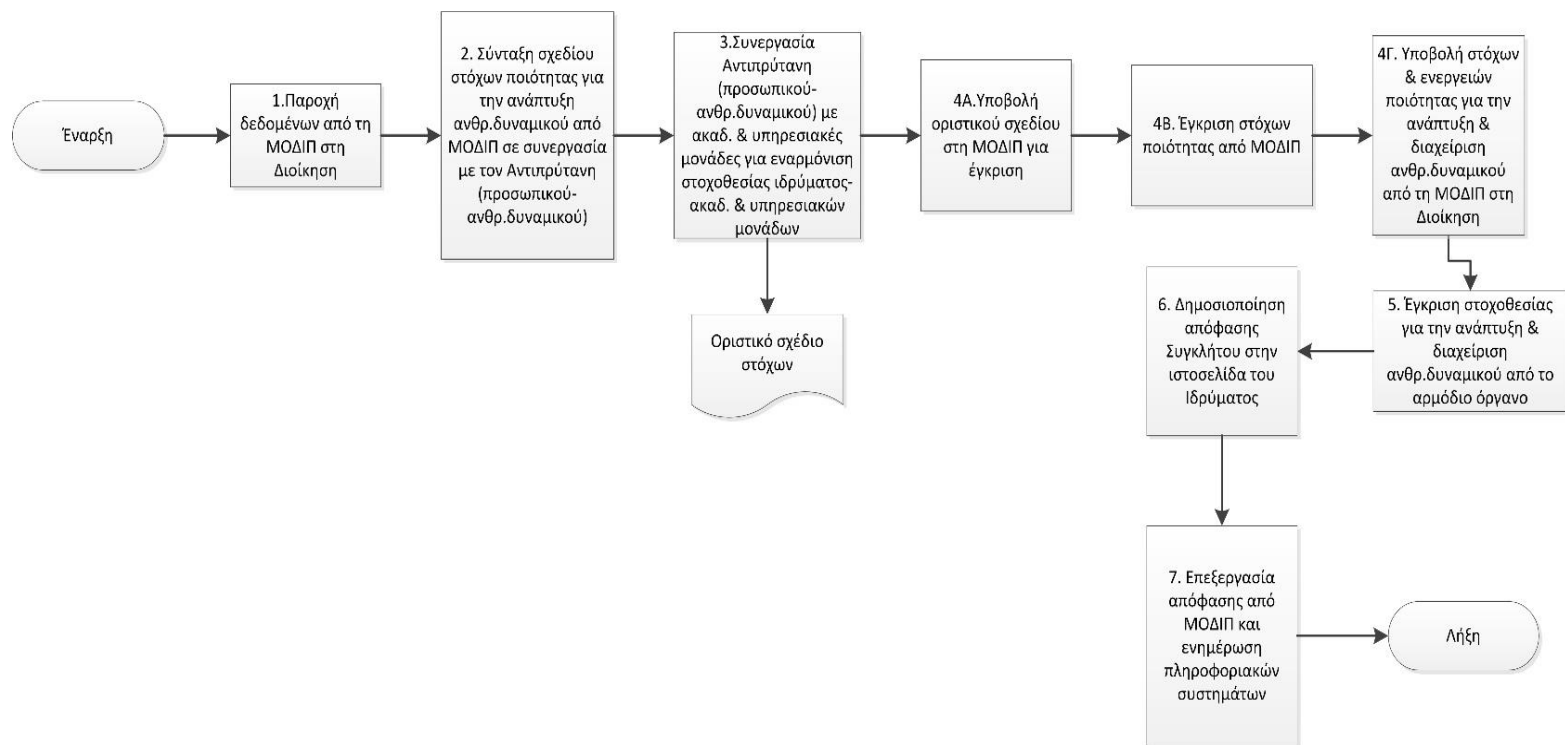 Έναρξη
1.Παροχή
δεδομένων από τη
ΜΟΔΙΠ στη
Διοίκηση
2. Σύνταξη σχεδίου
στόχων ποιότητας για
την ανάπτυξη
ανθρ.δυναμικού από
ΜΟΔΙΠ σε συνεργασία
με τον Αντιπρύτανη
(προσωπικού-
ανθρ.δυναμικού)
3.Συνεργασία
Αντιπρύτανη
(προσωπικού-
ανθρ.δυναμικού) με
ακαδ. & υπηρεσιακές
μονάδες για εναρμόνιση
στοχοθεσίας ιδρύματος-
ακαδ. & υπηρεσιακών
μονάδων
Οριστικό σχέδιο
στόχων
4Α.Υποβολή
οριστικού σχεδίου
στη ΜΟΔΙΠ για
έγκριση
4Β. Έγκριση στόχων
ποιότητας από ΜΟΔΙΠ
4Γ. Υποβολή στόχων
& ενεργειών
ποιότητας για την
ανάπτυξη &
διαχείριση
ανθρ.δυναμικού
από τη ΜΟΔΙΠ στη
Διοίκηση
5. Έγκριση στοχοθεσίας
για την ανάπτυξη &
διαχείριση
ανθρ.δυναμικού από το
αρμόδιο όργανο
6. Δημοσιοποίηση
απόφασης
Συγκλήτου στην
ιστοσελίδα του
Ιδρύματος
7. Επεξεργασία
απόφασης από
ΜΟΔΙΠ και
ενημέρωση
πληροφοριακών
συστημάτων
Λήξη